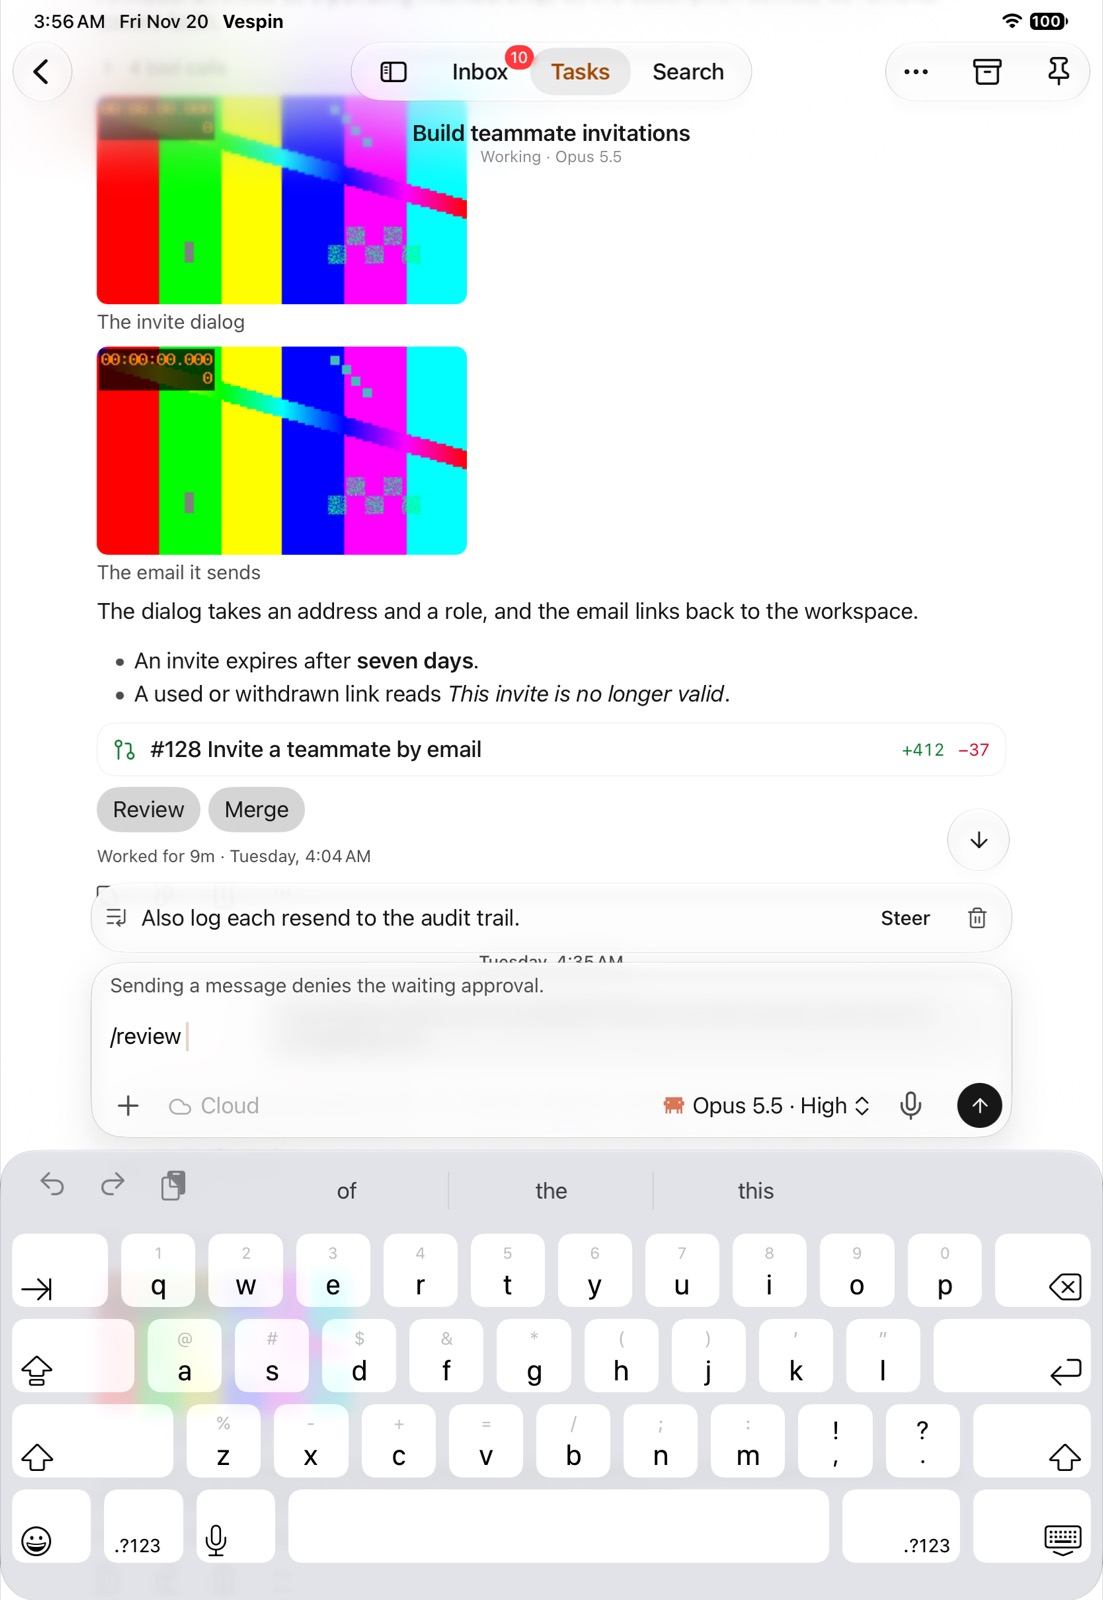 3:56 AM Fri Nov 20 Vespin
100
Inbox 10 Tasks Search
Build teammate invitations
Working · Opus 5.5
The invite dialog
00:00:00.000
0
The email it sends
The dialog takes an address and a role, and the email links back to the workspace.
• An invite expires after seven days.
• A used or withdrawn link reads This invite is no longer valid.
#128 Invite a teammate by email +412 −37
Review Merge
Worked for 9m · Tuesday, 4:04 AM
Also log each resend to the audit trail. Steer
Tuesday, 4:35 AM
Sending a message denies the waiting approval.
/review
Cloud Opus 5.5 · High
of the this
1 2 3 4 5 6 7 8 9 0
q w e r t y u i o p
@ # $ & * ( ) ' "
a s d f g h j k l
% - + = / ; : ! ?
z x c v b n m , .
.?123 .?123